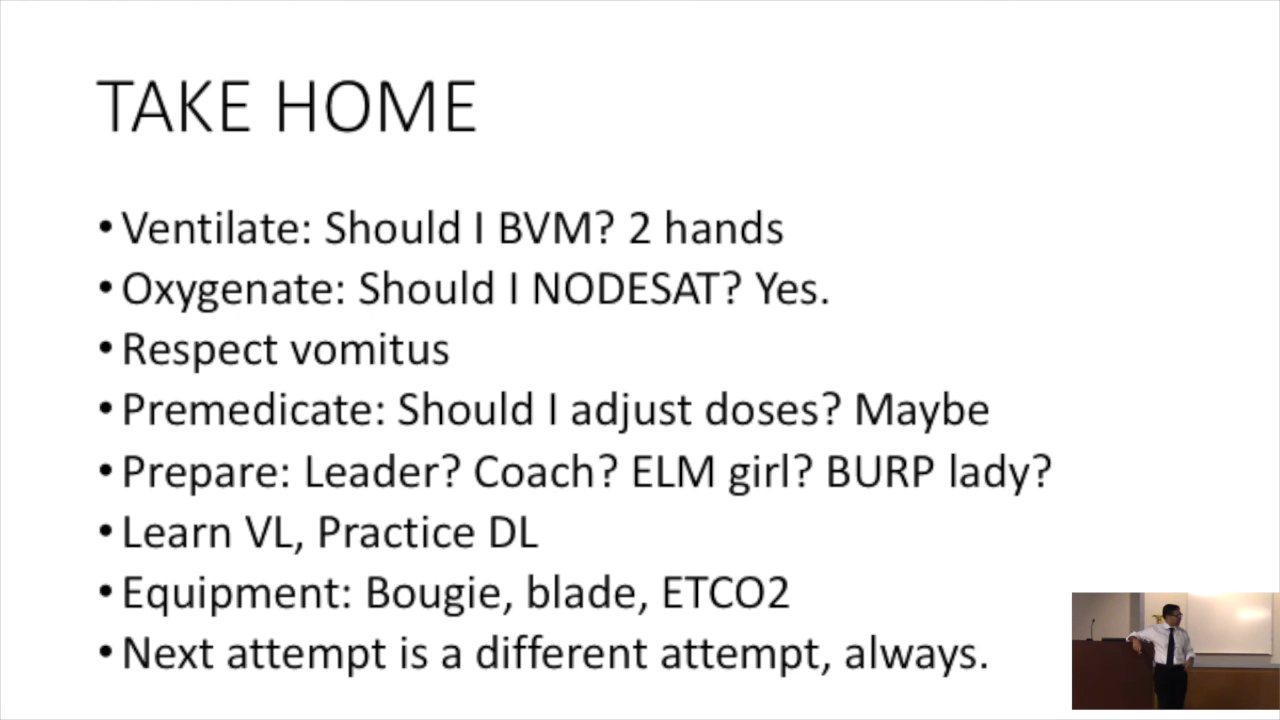 TAKE HOME
• Ventilate: Should I BVM? 2 hands
• Oxygenate: Should I NODESAT? Yes.
• Respect vomitus
• Premedicate: Should I adjust doses? Maybe
• Prepare: Leader? Coach? ELM girl? BURP lady?
• Learn VL, Practice DL
• Equipment: Bougie, blade, ETCO2
• Next attempt is a different attempt, always.